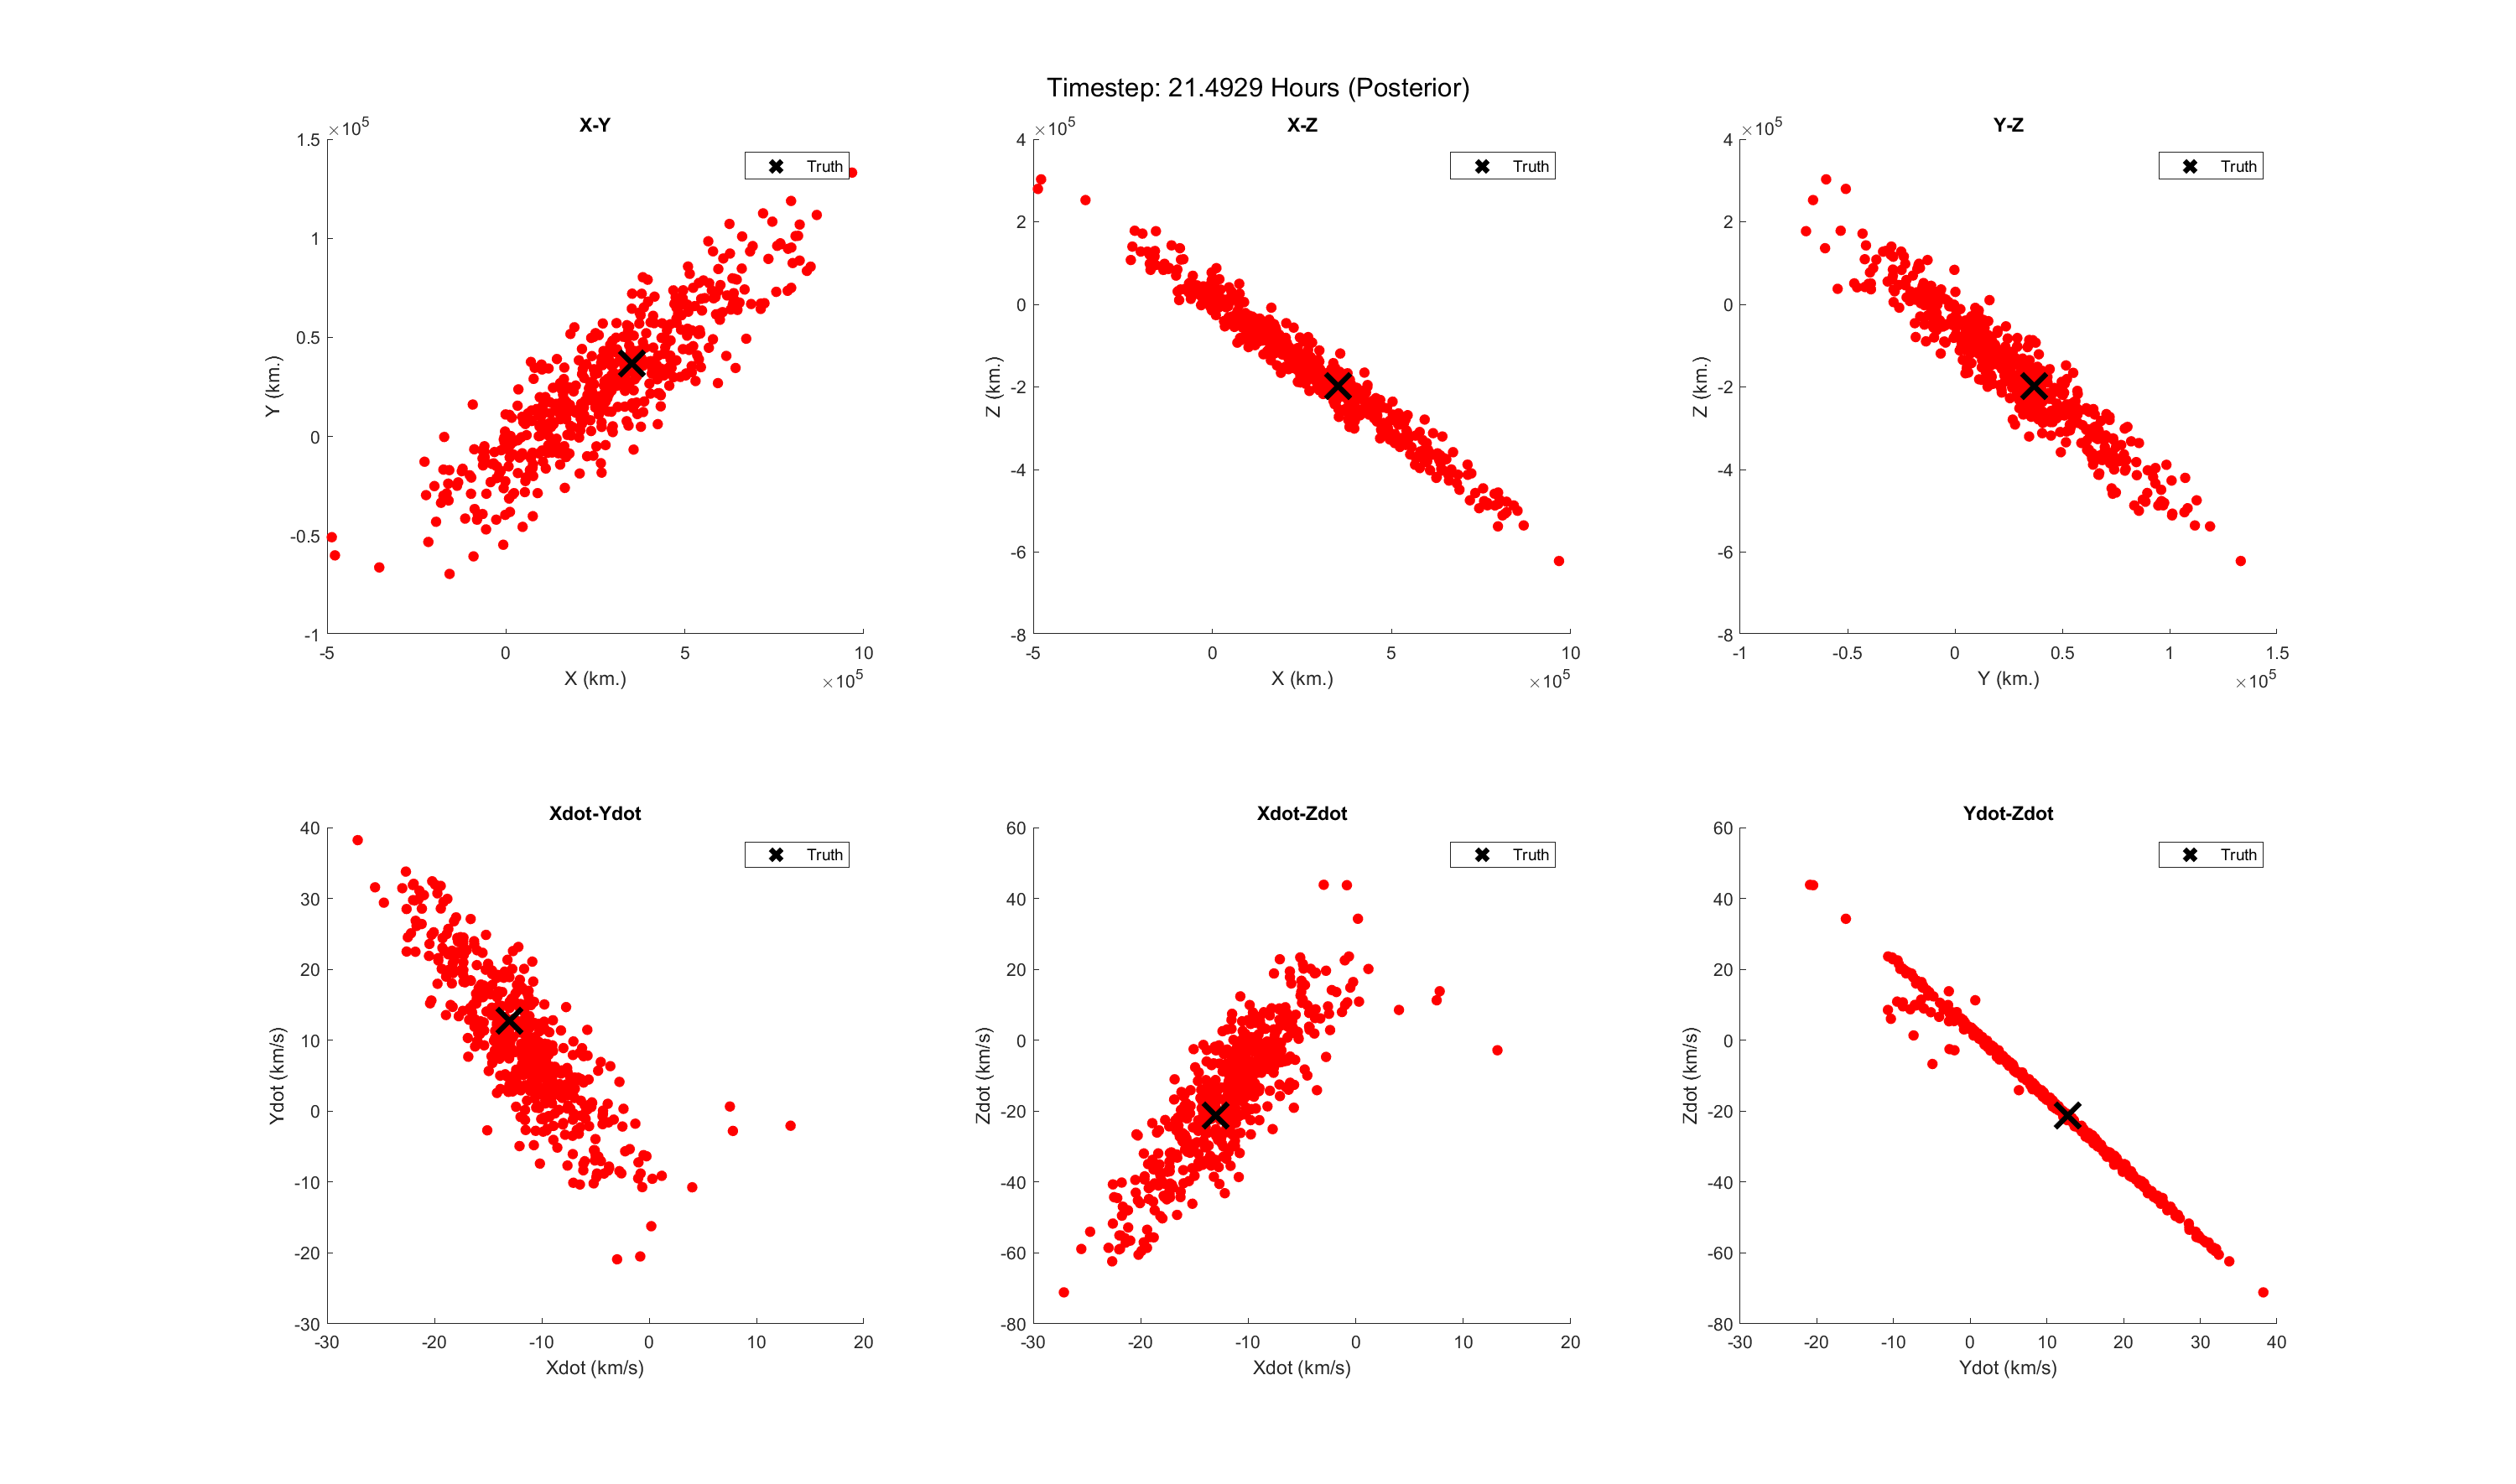 Timestep: 21.4929 Hours (Posterior)
X-Y
×10^5
1.5
1
0.5
0
-0.5
-1
Y (km.)
Truth
-5 0 5 10
X (km.)
×10^5
X-Z
×10^5
4
2
0
-2
-4
-6
-8
Z (km.)
Truth
-5 0 5 10
X (km.)
×10^5
Y-Z
×10^5
4
2
0
-2
-4
-6
-8
Z (km.)
Truth
-1 -0.5 0 0.5 1 1.5
Y (km.)
×10^5
Xdot-Ydot
40
30
20
10
0
-10
-20
-30
Ydot (km/s)
Truth
-30 -20 -10 0 10 20
Xdot (km/s)
Xdot-Zdot
60
40
20
0
-20
-40
-60
-80
Zdot (km/s)
Truth
-30 -20 -10 0 10 20
Xdot (km/s)
Ydot-Zdot
60
40
20
0
-20
-40
-60
-80
Zdot (km/s)
Truth
-30 -20 -10 0 10 20 30 40
Ydot (km/s)